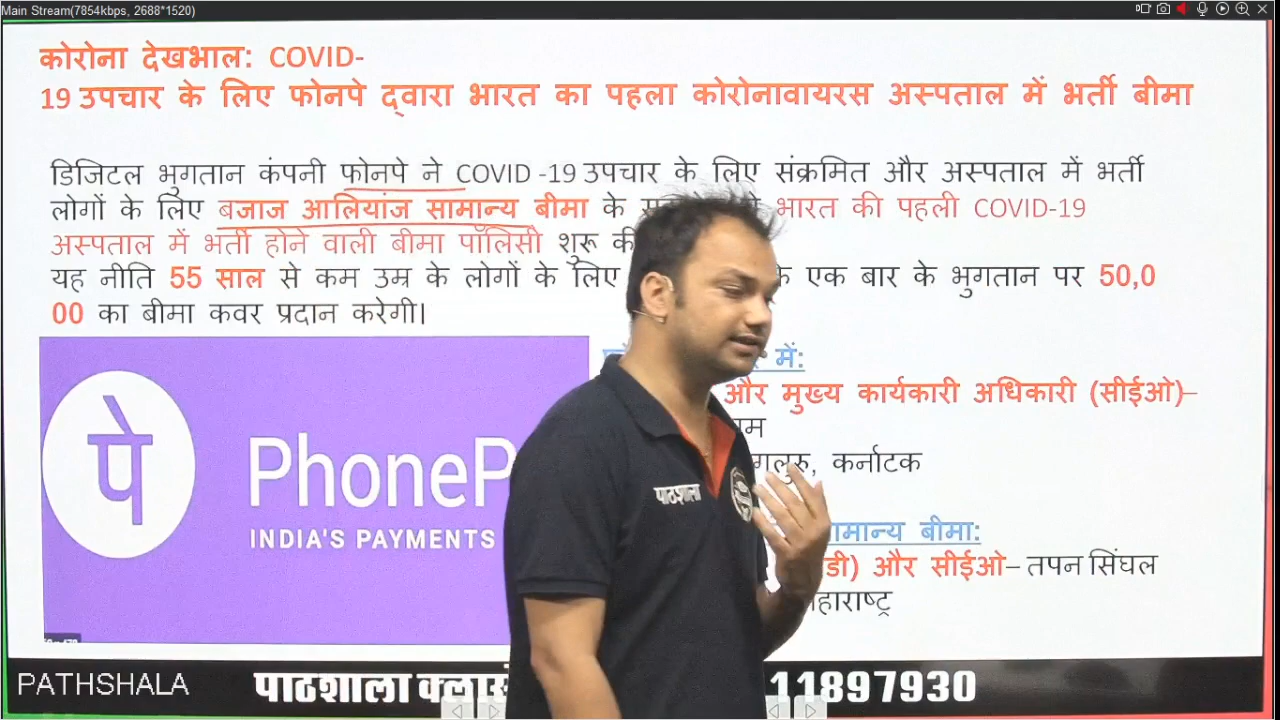 Main Stream(7854kbps, 2688*1520)
कोरोना देखभाल: COVID-
19 उपचार के लिए फोनपे द्वारा भारत का पहला कोरोनावायरस अस्पताल में भर्ती बीमा
डिजिटल भुगतान कंपनी फोनपे ने COVID -19 उपचार के लिए संक्रमित और अस्पताल में भर्ती
लोगों के लिए बजाज आलियांज सामान्य बीमा के भारत की पहली COVID-19
अस्पताल में भर्ती होने वाली बीमा पॉलिसी शुरू
यह नीति 55 साल से कम उम्र के लोगों के लिए एक बार के भुगतान पर 50,0
00 का बीमा कवर प्रदान करेगी।
में:
और मुख्य कार्यकारी अधिकारी (सीईओ)–
कर्नाटक
सामान्य बीमा:
और सीईओ– तपन सिंघल
पे
PhoneP
INDIA'S PAYMENTS
पाठशाला
PATHSHALA
पाठशाला 11897930